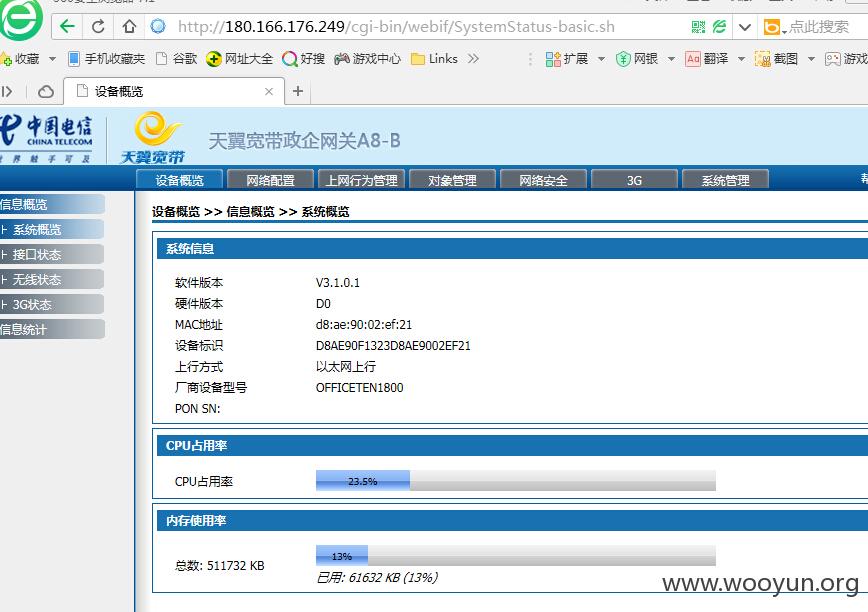 http://180.166.176.249/cgi-bin/webif/SystemStatus-basic.sh
点此搜索
收藏 手机收藏夹 谷歌 网址大全 好搜 游戏中心 Links 扩展 网银 Aa 翻译 截图 游戏
设备概览
中国电信
CHINA TELECOM
世界触手可及
天翼宽带
天翼宽带政企网关A8-B
设备概览 网络配置 上网行为管理 对象管理 网络安全 3G 系统管理
信息概览
系统概览
接口状态
无线状态
3G状态
信息统计
设备概览 >> 信息概览 >> 系统概览
系统信息
软件版本 V3.1.0.1
硬件版本 D0
MAC地址 d8:ae:90:02:ef:21
设备标识 D8AE90F1323D8AE9002EF21
上行方式 以太网上行
厂商设备型号 OFFICETEN1800
PON SN:
CPU占用率
CPU占用率 23.5%
内存使用率
总数: 511732 KB 13%
已用: 61632 KB (13%)
www.wooyun.org